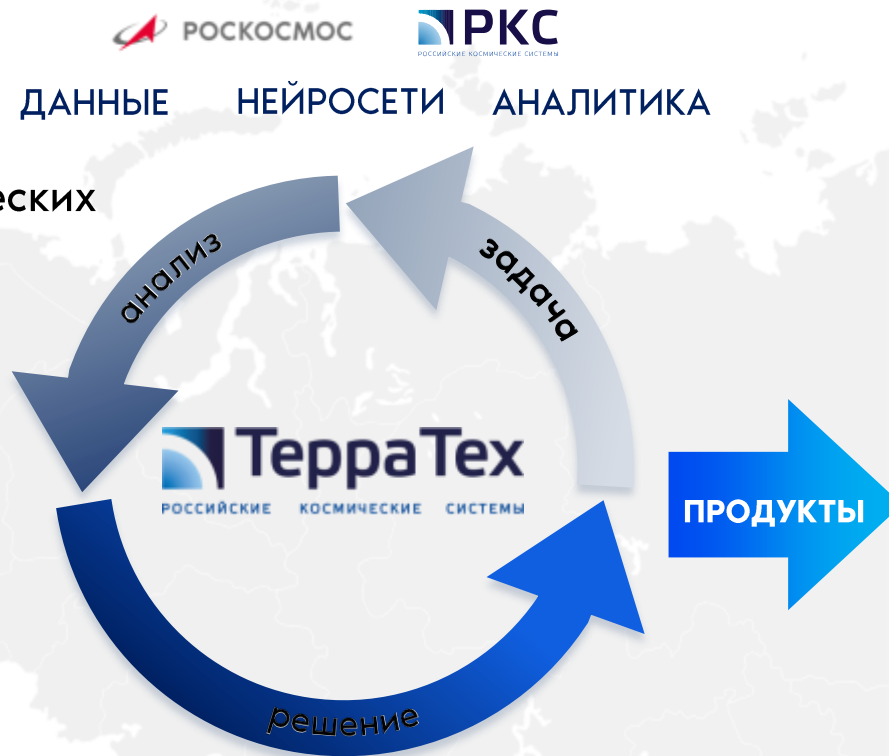 РОСКОСМОС
РКС
РОССИЙСКИЕ КОСМИЧЕСКИЕ СИСТЕМЫ
ДАННЫЕ НЕЙРОСЕТИ АНАЛИТИКА
еских
анализ
задача
ТерраТех
РОССИЙСКИЕ КОСМИЧЕСКИЕ СИСТЕМЫ
ПРОДУКТЫ
решение